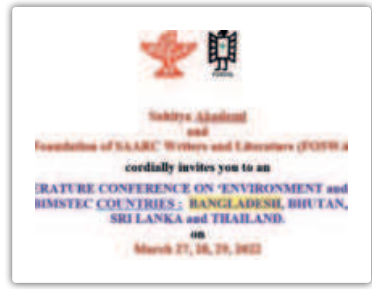 Sahitya Akademi
and
Foundation of SAARC Writers and Literature (FOSWA
cordially invites you to an
ERATURE CONFERENCE ON 'ENVIRONMENT and
BIMSTEC COUNTRIES : BANGLADESH, BHUTAN,
SRI LANKA and THAILAND.
on
March 27, 28, 29, 2022